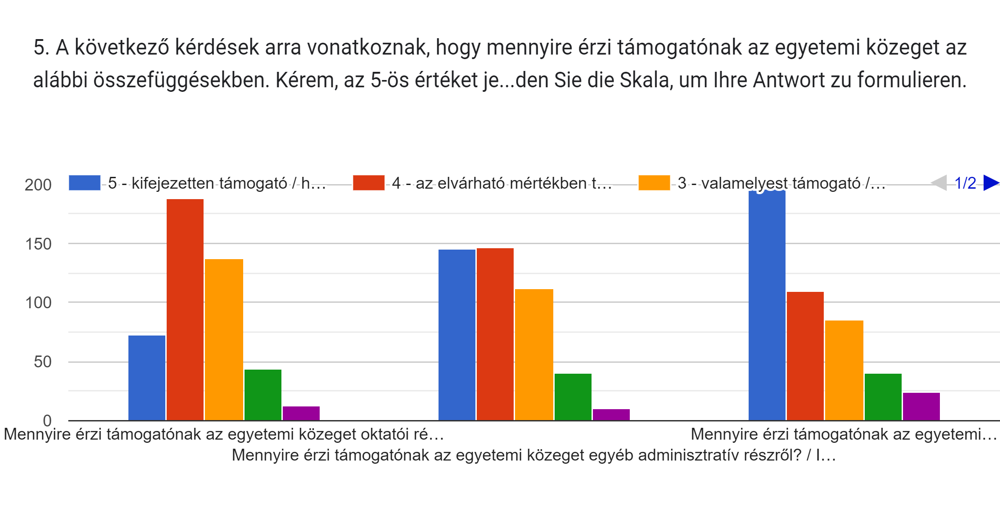 5. A következő kérdések arra vonatkoznak, hogy mennyire érzi támogatónak az egyetemi közeget az
alábbi összefüggésekben. Kérem, az 5-ös értéket je...den Sie die Skala, um Ihre Antwort zu formulieren.
5 - kifejezetten támogató / h…
4 - az elvárható mértékben t…
3 - valamelyest támogató /…
1/2
200
150
100
50
0
Mennyire érzi támogatónak az egyetemi közeget oktatói ré…
Mennyire érzi támogatónak az egyetemi…
Mennyire érzi támogatónak az egyetemi közeget egyéb adminisztratív részről? / I…